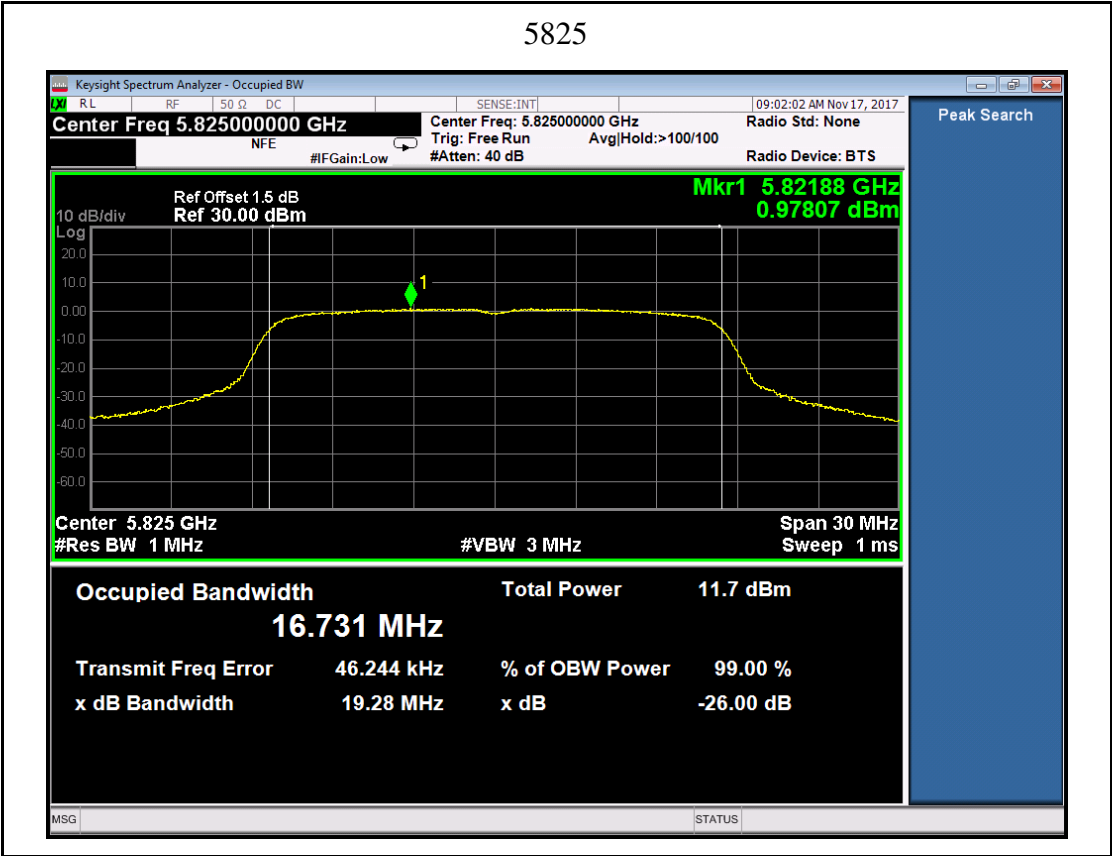 5825
Keysight Spectrum Analyzer - Occupied BW
LXI RL RF 50 Ω DC SENSE:INT 09:02:02 AM Nov 17, 2017
Center Freq 5.825000000 GHz Center Freq: 5.825000000 GHz Radio Std: None
NFE Trig: Free Run Avg|Hold:>100/100
#IFGain:Low #Atten: 40 dB Radio Device: BTS
Peak Search
Mkr1 5.82188 GHz
Ref Offset 1.5 dB
10 dB/div Ref 30.00 dBm 0.97807 dBm
Log
20.0
10.0
1
0.00
-10.0
-20.0
-30.0
-40.0
-50.0
-60.0
Center 5.825 GHz Span 30 MHz
#Res BW 1 MHz #VBW 3 MHz Sweep 1 ms
Occupied Bandwidth Total Power 11.7 dBm
16.731 MHz
Transmit Freq Error 46.244 kHz % of OBW Power 99.00 %
x dB Bandwidth 19.28 MHz x dB -26.00 dB
MSG STATUS